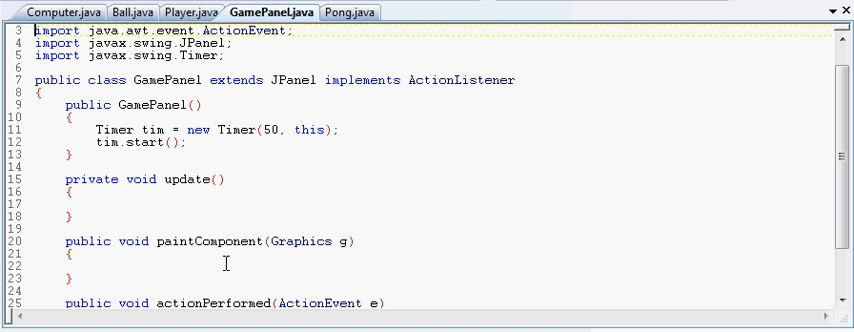 Computer.java Ball.java Player.java GamePanel.java Pong.java
3 import java.awt.event.ActionEvent;
4 import javax.swing.JPanel;
5 import javax.swing.Timer;
6
7 public class GamePanel extends JPanel implements ActionListener
8 {
9 public GamePanel()
10 {
11 Timer tim = new Timer(50, this);
12 tim.start();
13 }
14
15 private void update()
16 {
17
18 }
19
20 public void paintComponent(Graphics g)
21 {
22
23 }
24
25 public void actionPerformed(ActionEvent e)